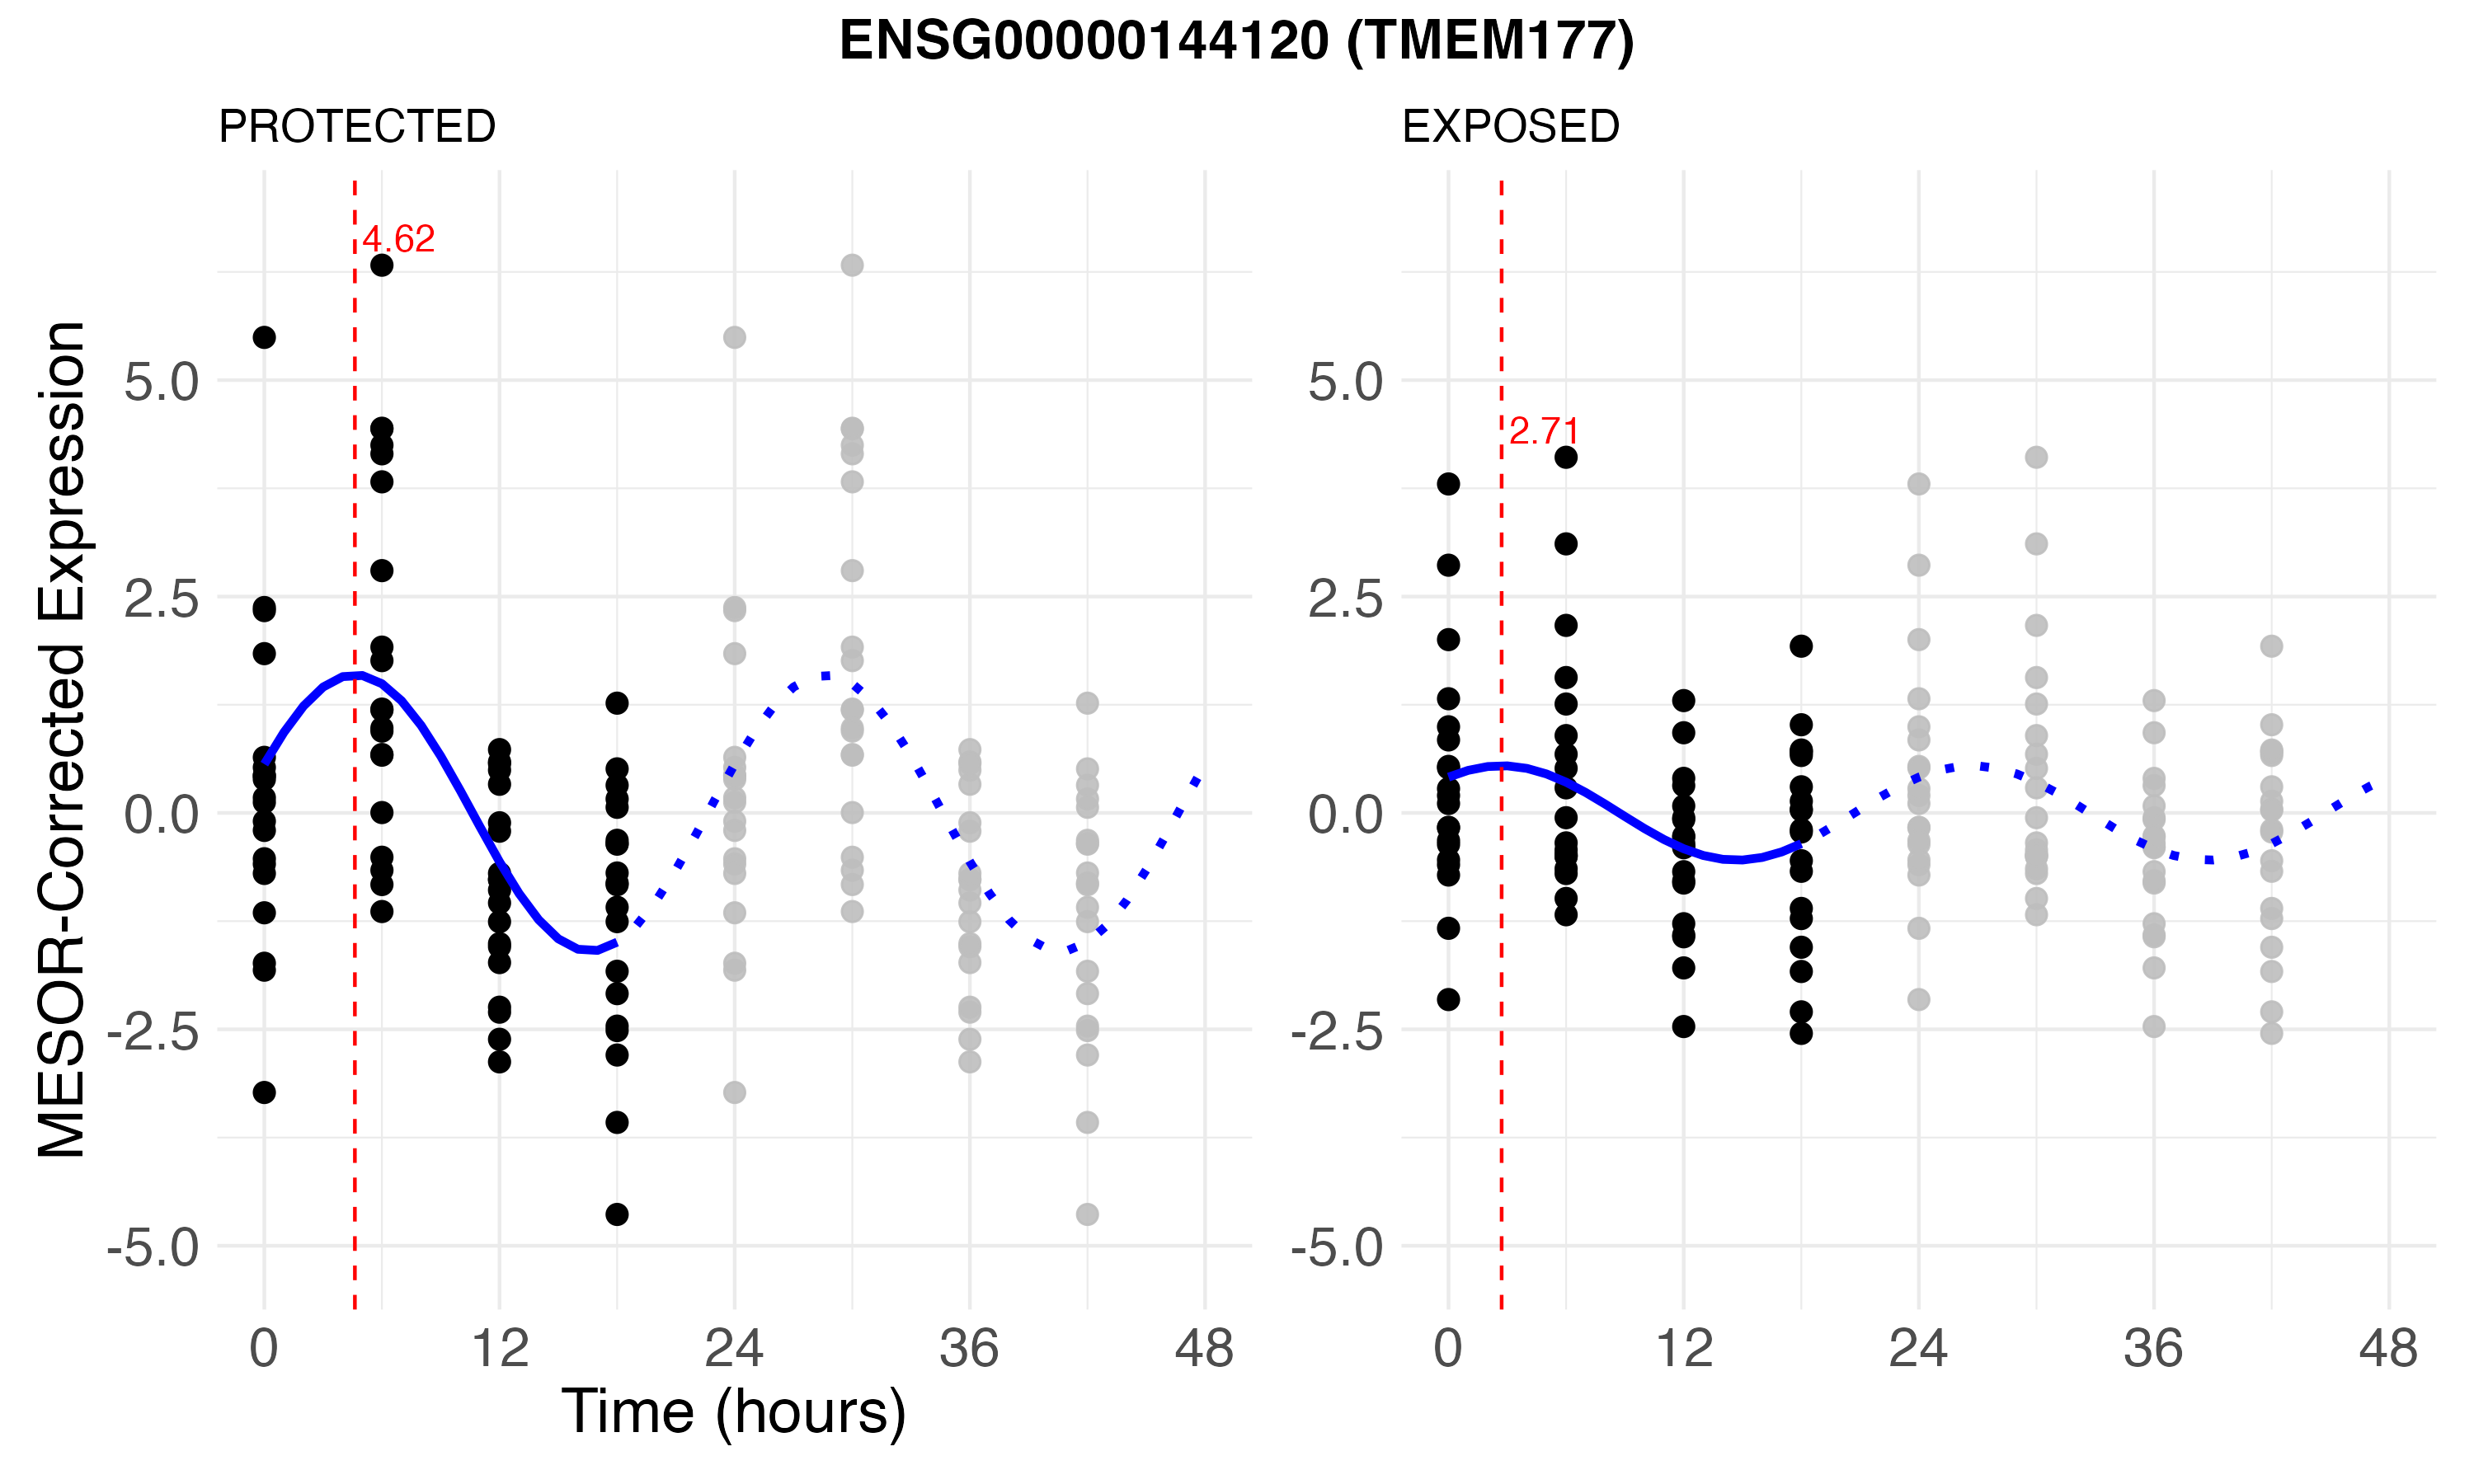 ENSG00000144120 (TMEM177)
PROTECTED
EXPOSED
MESOR-Corrected Expression
4.62
5.0
2.5
0.0
-2.5
-5.0
0 12 24 36 48
2.71
5.0
2.5
0.0
-2.5
-5.0
0 12 24 36 48
Time (hours)